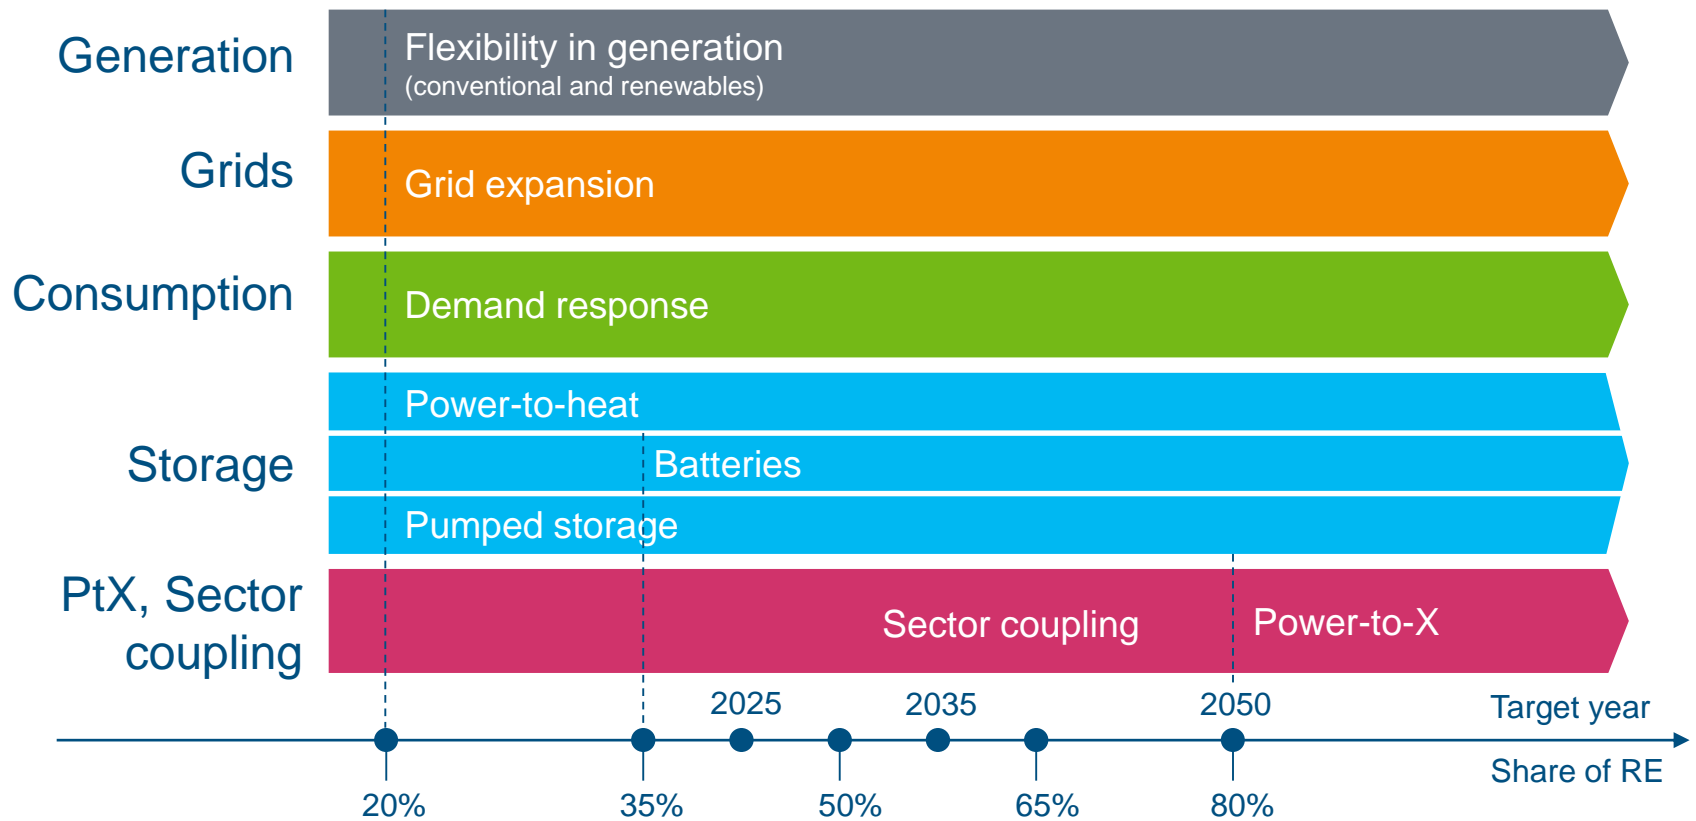 Generation
Flexibility in generation
(conventional and renewables)
Grids
Grid expansion
Consumption
Demand response
Storage
Power-to-heat
Batteries
Pumped storage
PtX, Sector
coupling
Sector coupling
Power-to-X
2025
2035
2050
Target year
Share of RE
20%
35%
50%
65%
80%